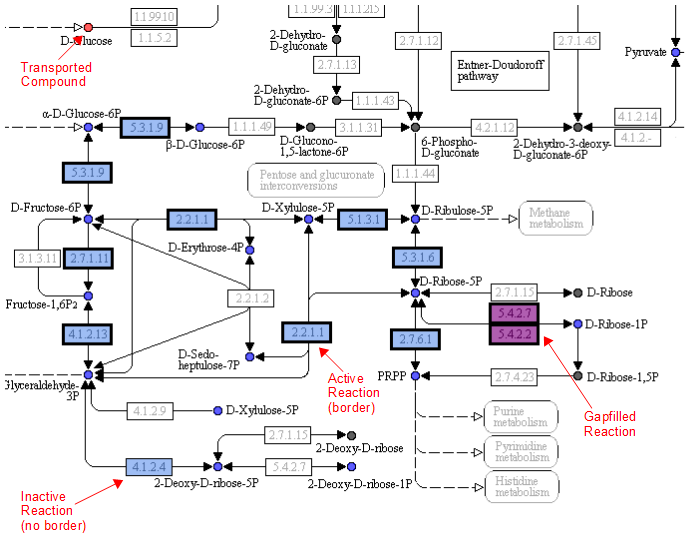 1.1.99.10
1.1.99.3
1.1.1.215
D-Glucose
1.1.5.2
2-Dehydro-
D-gluconate
2.7.1.12
2.7.1.45
Transported
Compound
2.7.1.13
Entner-Doudoroff
pathway
Pyruvate
2-Dehydro-
D-gluconate-6P
1.1.1.43
α-D-Glucose-6P
4.1.2.14
5.3.1.9
1.1.1.49
3.1.1.31
4.2.1.12
4.1.2.-
β-D-Glucose-6P
D-Glucono-
1,5-lactone-6P
6-Phospho-
D-gluconate
2-Dehydro-3-deoxy-
D-gluconate-6P
5.3.1.9
Pentose and glucuronate
interconversions
1.1.1.44
D-Fructose-6P
D-Xylulose-5P
D-Ribulose-5P
2.2.1.1
5.1.3.1
Methane
metabolism
D-Erythrose-4P
3.1.3.11
2.7.1.11
5.3.1.6
D-Ribose-5P
2.7.1.15
D-Ribose
2.2.1.2
Fructose-1,6P2
5.4.2.7
D-Ribose-1P
4.1.2.13
2.2.1.1
2.7.6.1
5.4.2.2
D-Sedo-
heptulose-7P
Glyceraldehyde-
3P
Active
Reaction
(border)
PRPP
2.7.4.23
D-Ribose-1,5P
4.1.2.9
D-Xylulose-5P
Purine
metabolism
Gapfilled
Reaction
2.7.1.15
2-Deoxy-D-ribose
Pyrimidine
metabolism
4.1.2.4
5.4.2.7
2-Deoxy-D-ribose-5P
2-Deoxy-D-ribose-1P
Histidine
metabolism
Inactive
Reaction
(no border)